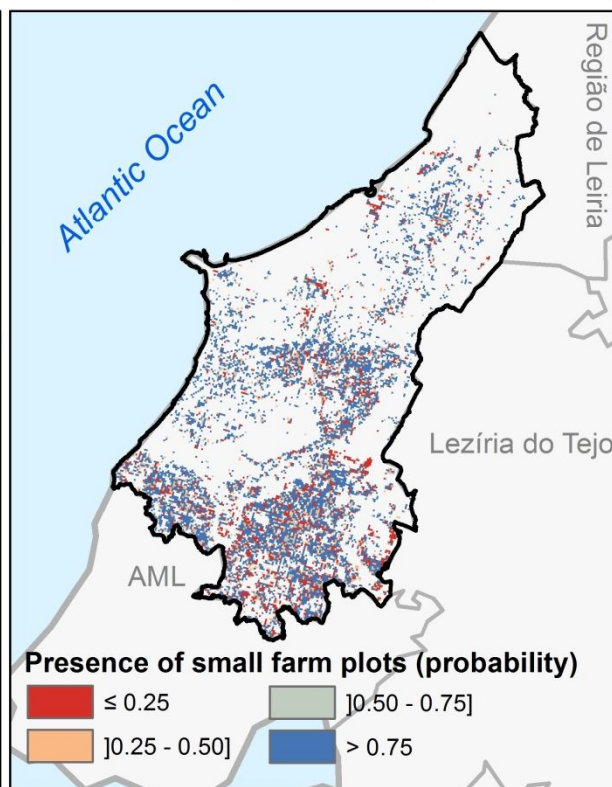 Região de Leiria
Atlantic Ocean
Lezíria do Tejo
AML
Presence of small farm plots (probability)
≤ 0.25
]0.50 - 0.75]
]0.25 - 0.50]
> 0.75